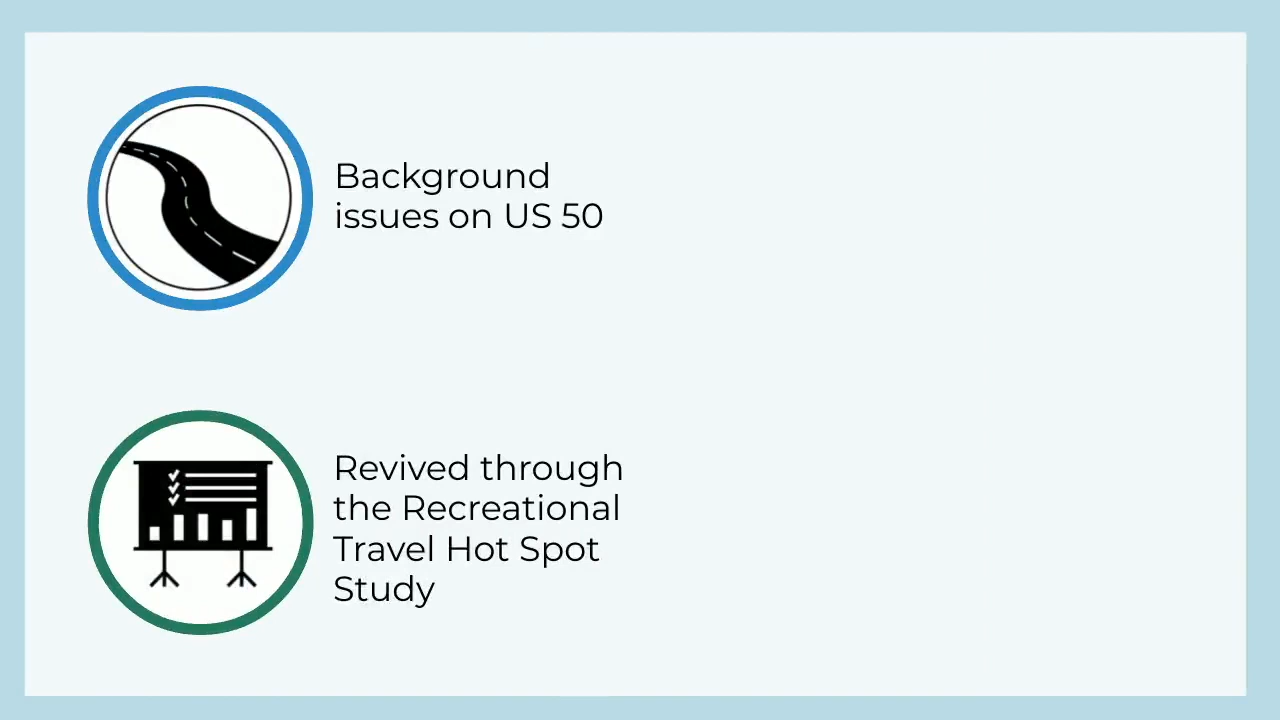 Background
issues on US 50
Revived through
the Recreational
Travel Hot Spot
Study